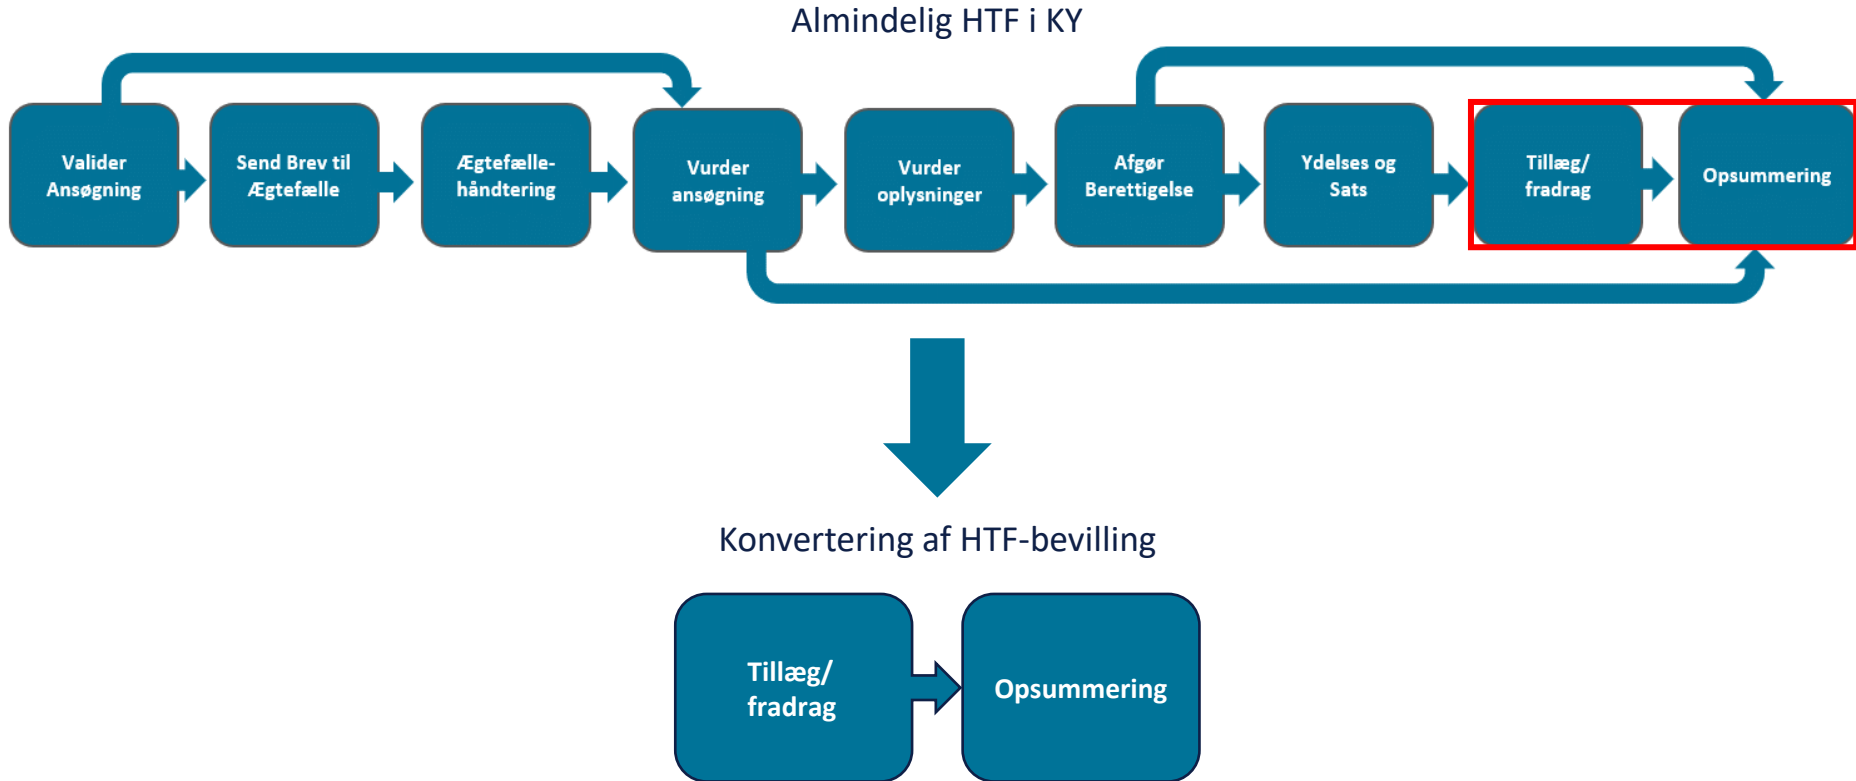 Almindelig HTF i KY
Valider
Ansøgning
Send Brev til
Ægtefælle
Ægtefælle-
håndtering
Vurder
ansøgning
Vurder
oplysninger
Afgør
Berettigelse
Ydelses og
Sats
Tillæg/
fradrag
Opsummering
Konvertering af HTF-bevilling
Tillæg/
fradrag
Opsummering